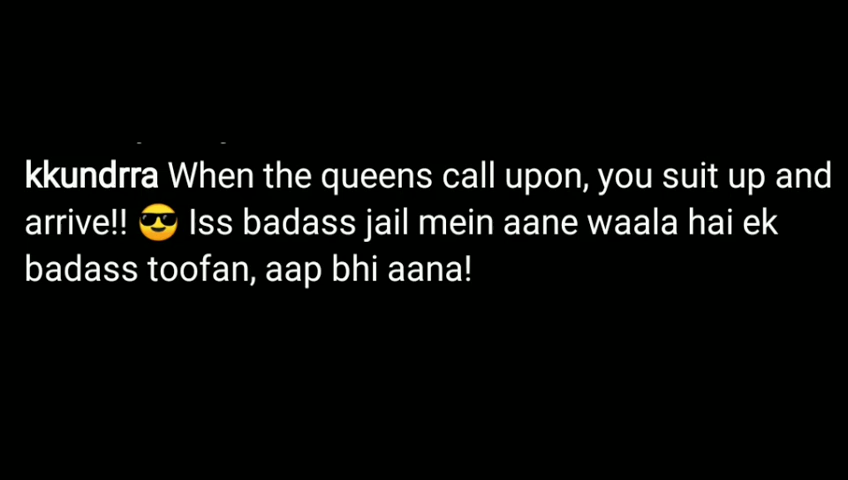 kkundrra When the queens call upon, you suit up and
arrive!! 😎 Iss badass jail mein aane waala hai ek
badass toofan, aap bhi aana!